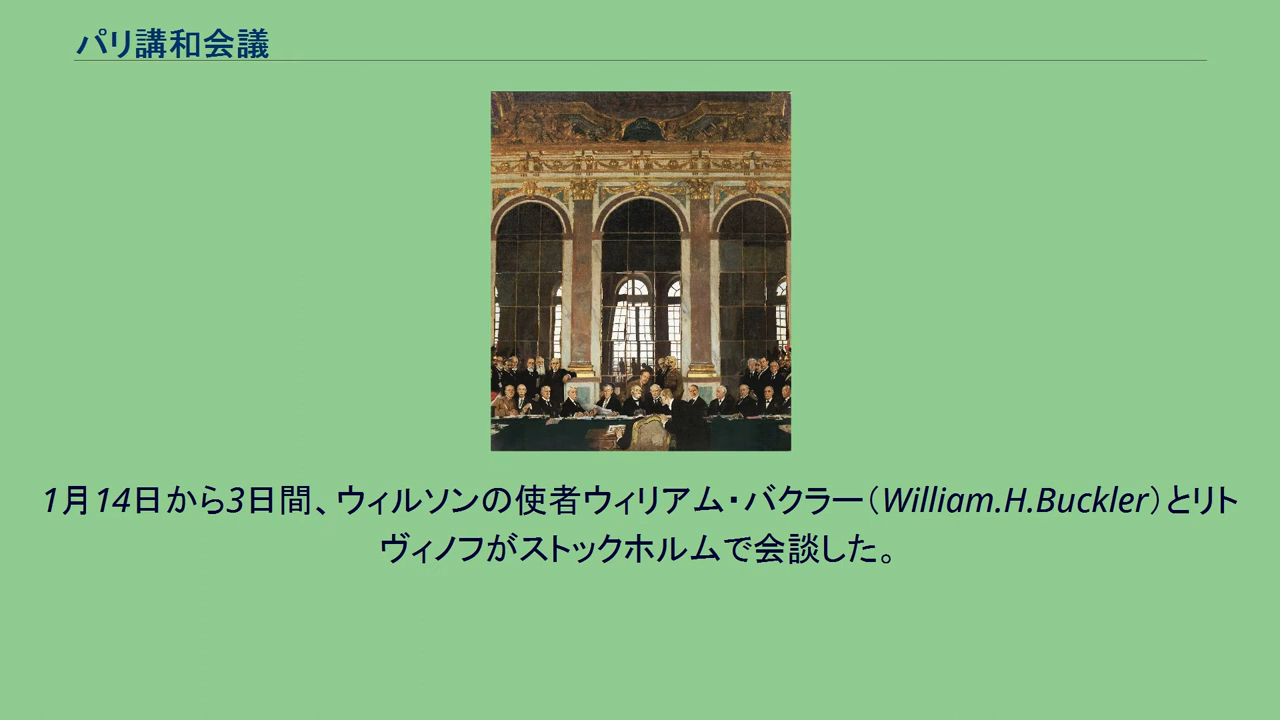 パリ講和会議
1月14日から3日間、ウィルソンの使者ウィリアム・バクラー（William.H.Buckler）とリト
ヴィノフがストックホルムで会談した。